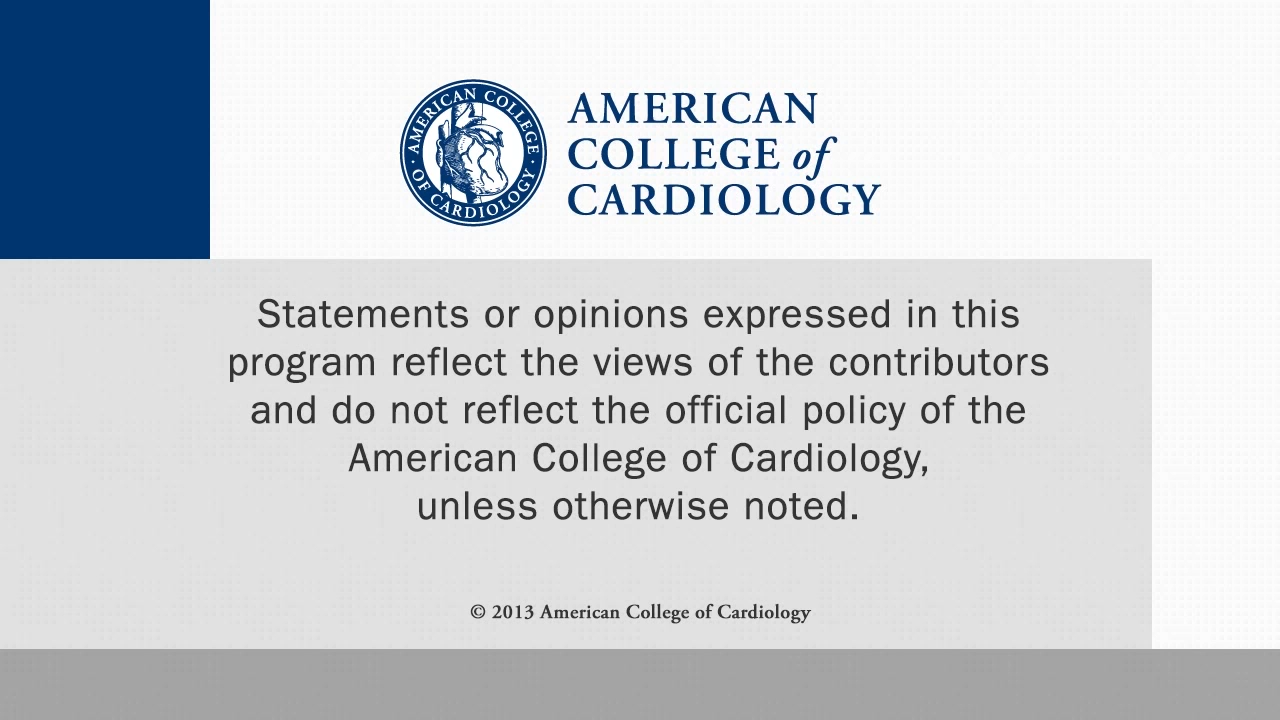 AMERICAN COLLEGE
· OF CARDIOLOGY ·
AMERICAN
COLLEGE of
CARDIOLOGY
Statements or opinions expressed in this
program reflect the views of the contributors
and do not reflect the official policy of the
American College of Cardiology,
unless otherwise noted.
© 2013 American College of Cardiology